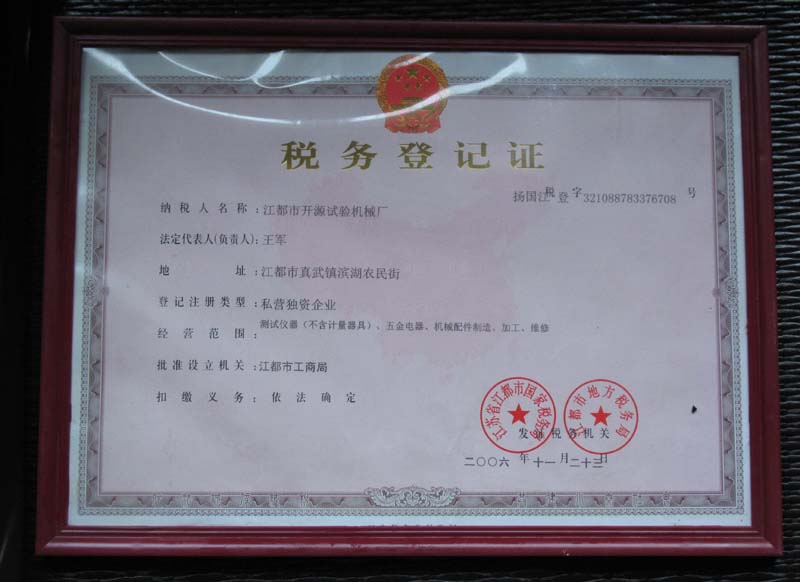 税务登记证
扬国江税登字321088783376708号
纳税人名称：江都市开源试验机械厂
法定代表人(负责人)：王军
地址：江都市真武镇滨湖农民街
登记注册类型：私营独资企业
经营范围：测试仪器（不含计量器具）、五金电器、机械配件制造、加工、维修
批准设立机关：江都市工商局
扣缴义务：依法确定
江苏省江都市国家税务局
江都市地方税务局
发证税务机关
二〇〇六年十一月二十三日